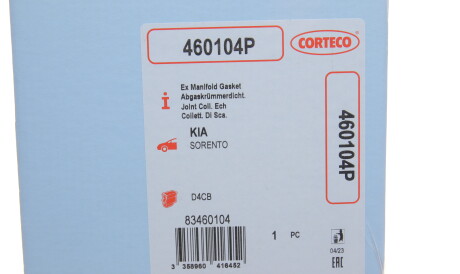 460104P
CORTECO
Ex Manifold Gasket
Abgaskrümmerdicht.
Joint Coll. Ech
Collett. Di Sca.
KIA
SORENTO
460104P
D4CB
83460104
1 PC
04/23
EAC
3 358960 416452